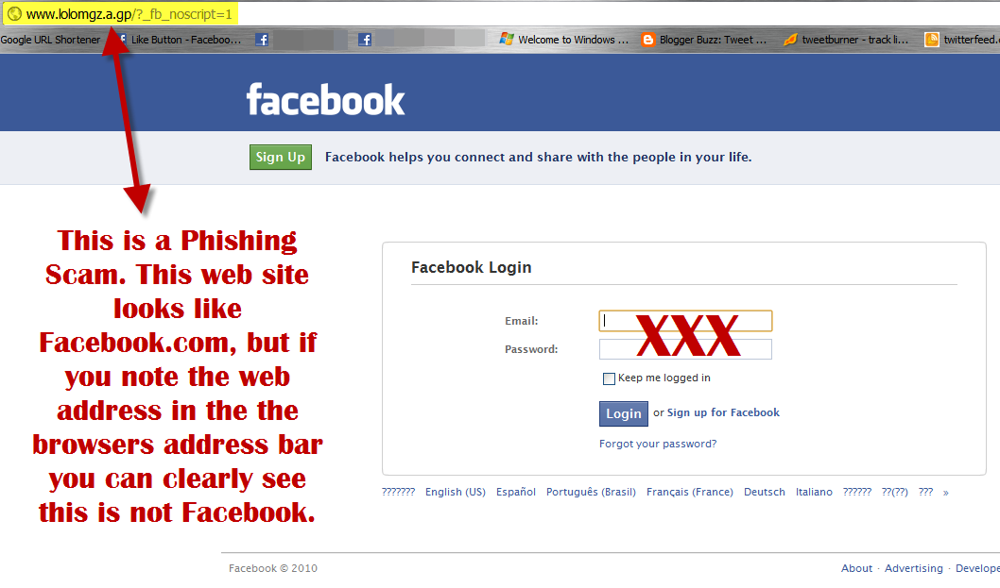 www.lolomgz.a.gp/?_fb_noscript=1
Google URL Shortener
Like Button - Faceboo...
Welcome to Windows ...
Blogger Buzz: Tweet ...
tweetburner - track li...
twitterfeed.c
facebook
Sign Up
Facebook helps you connect and share with the people in your life.
This is a Phishing
Scam. This web site
looks like
Facebook.com, but if
you note the web
address in the the
browsers address bar
you can clearly see
this is not Facebook.
Facebook Login
Email:
Password:
XXX
Keep me logged in
Login or Sign up for Facebook
Forgot your password?
??????? English (US) Español Português (Brasil) Français (France) Deutsch Italiano ?????? ??(??) ??? »
Facebook © 2010
About · Advertising · Develope